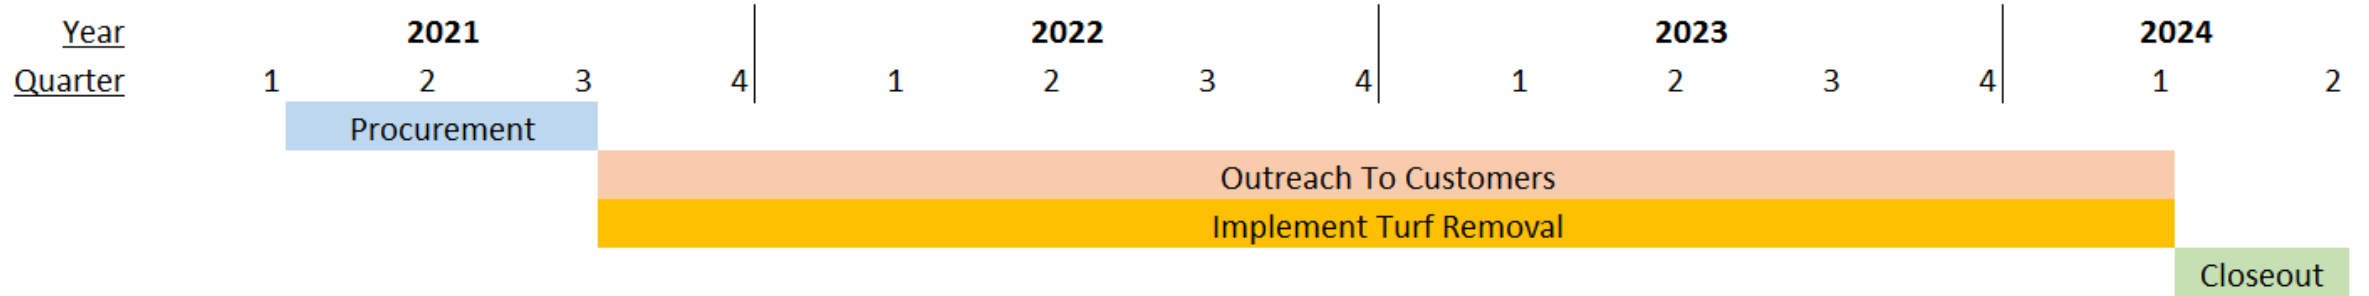 Year 2021 2022 2023 2024
Quarter 1 2 3 4 1 2 3 4 1 2 3 4 1 2
Procurement
Outreach To Customers
Implement Turf Removal
Closeout